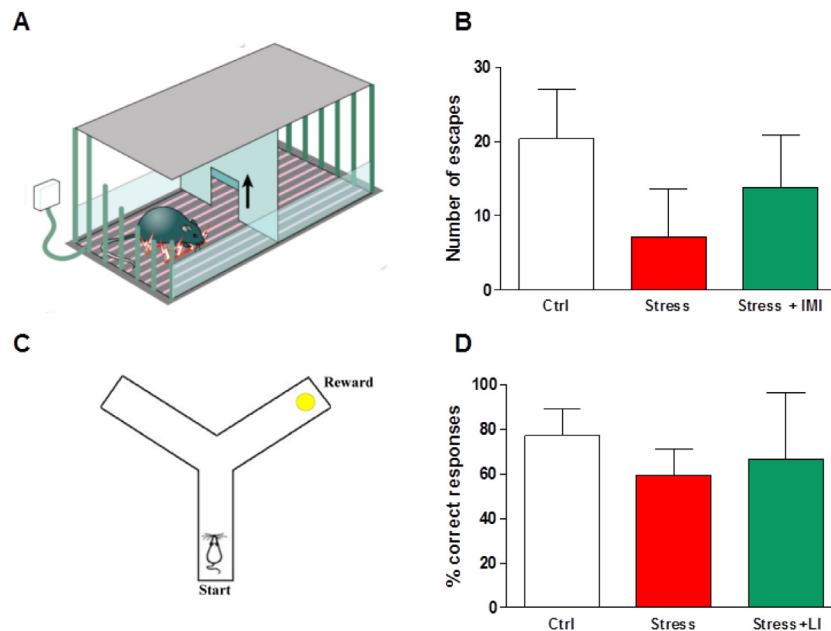 A
B
Number of escapes
30
20
10
0
Ctrl
Stress
Stress + IMI
C
Reward
Start
D
% correct responses
100
80
60
40
20
0
Ctrl
Stress
Stress+LI